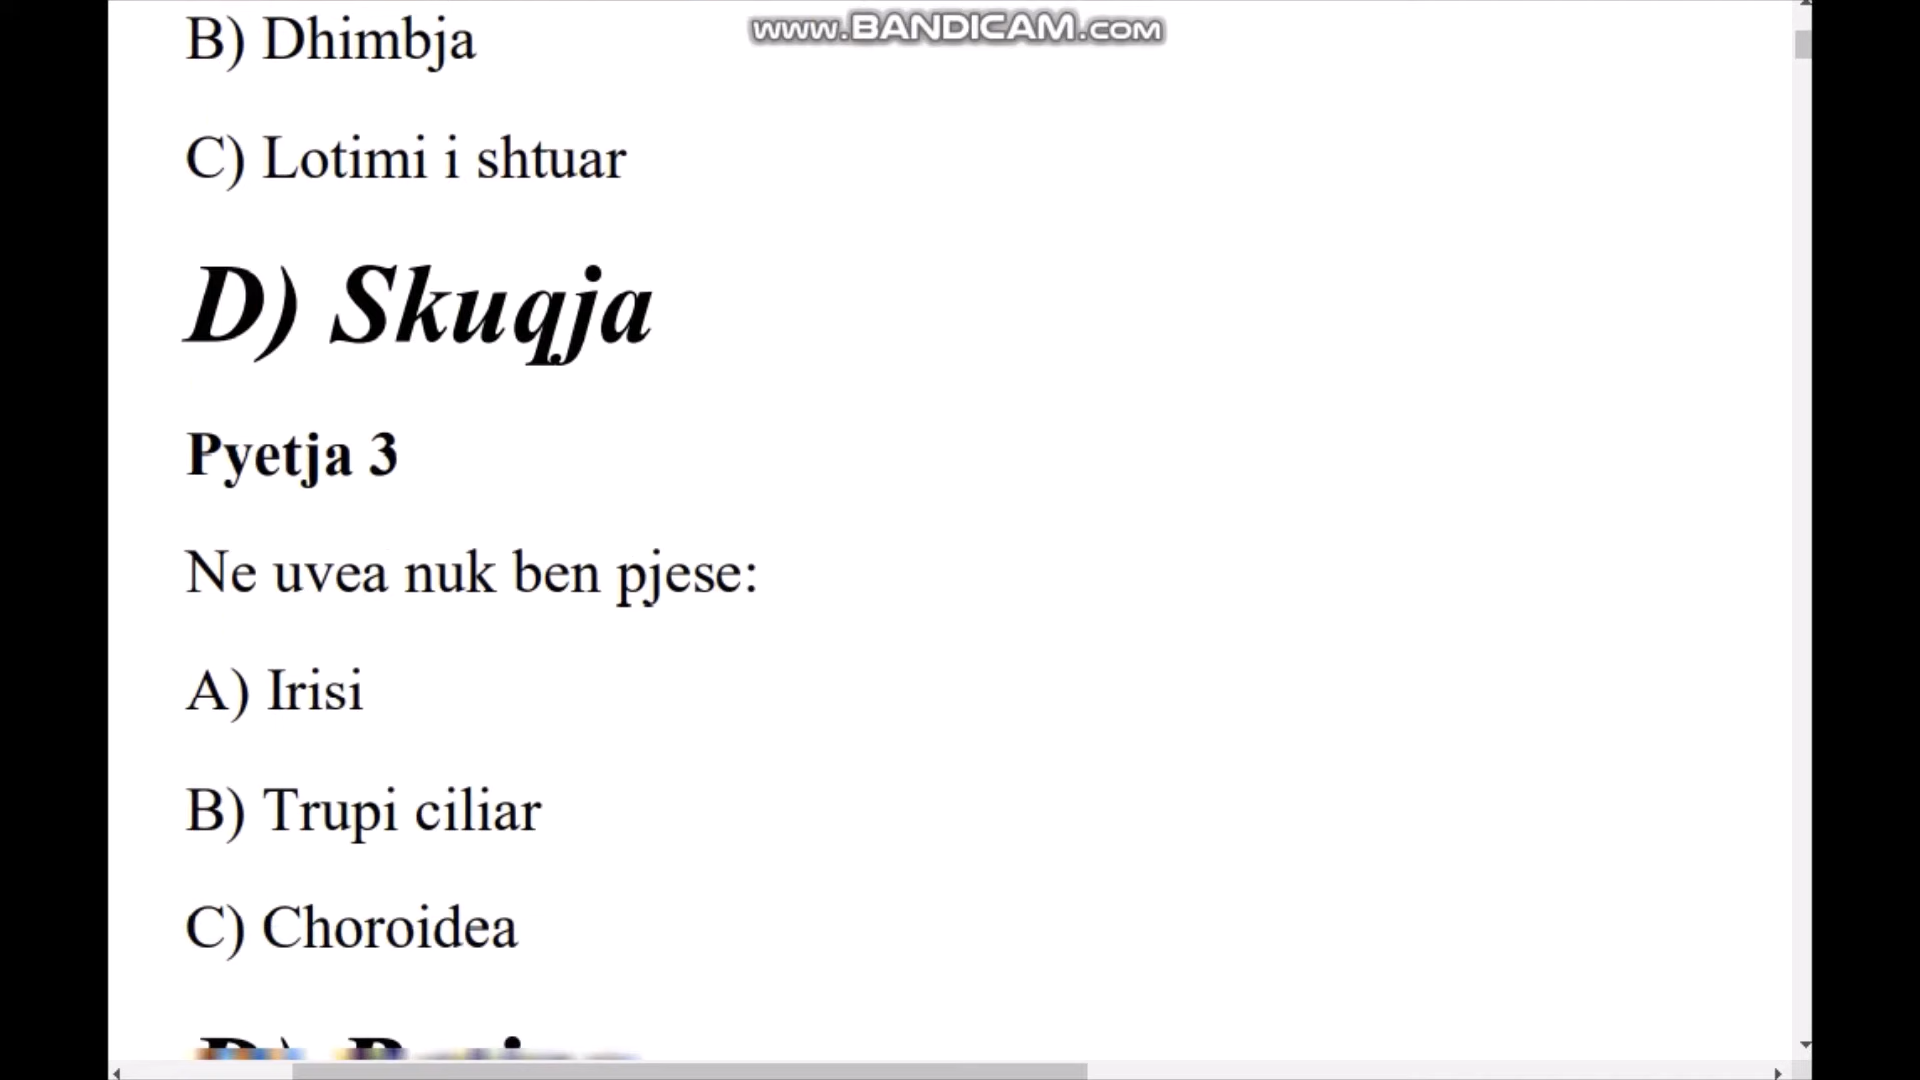 www.BANDICAM.com
B) Dhimbja
C) Lotimi i shtuar
D) Skuqja
Pyetja 3
Ne uvea nuk ben pjese:
A) Irisi
B) Trupi ciliar
C) Choroidea